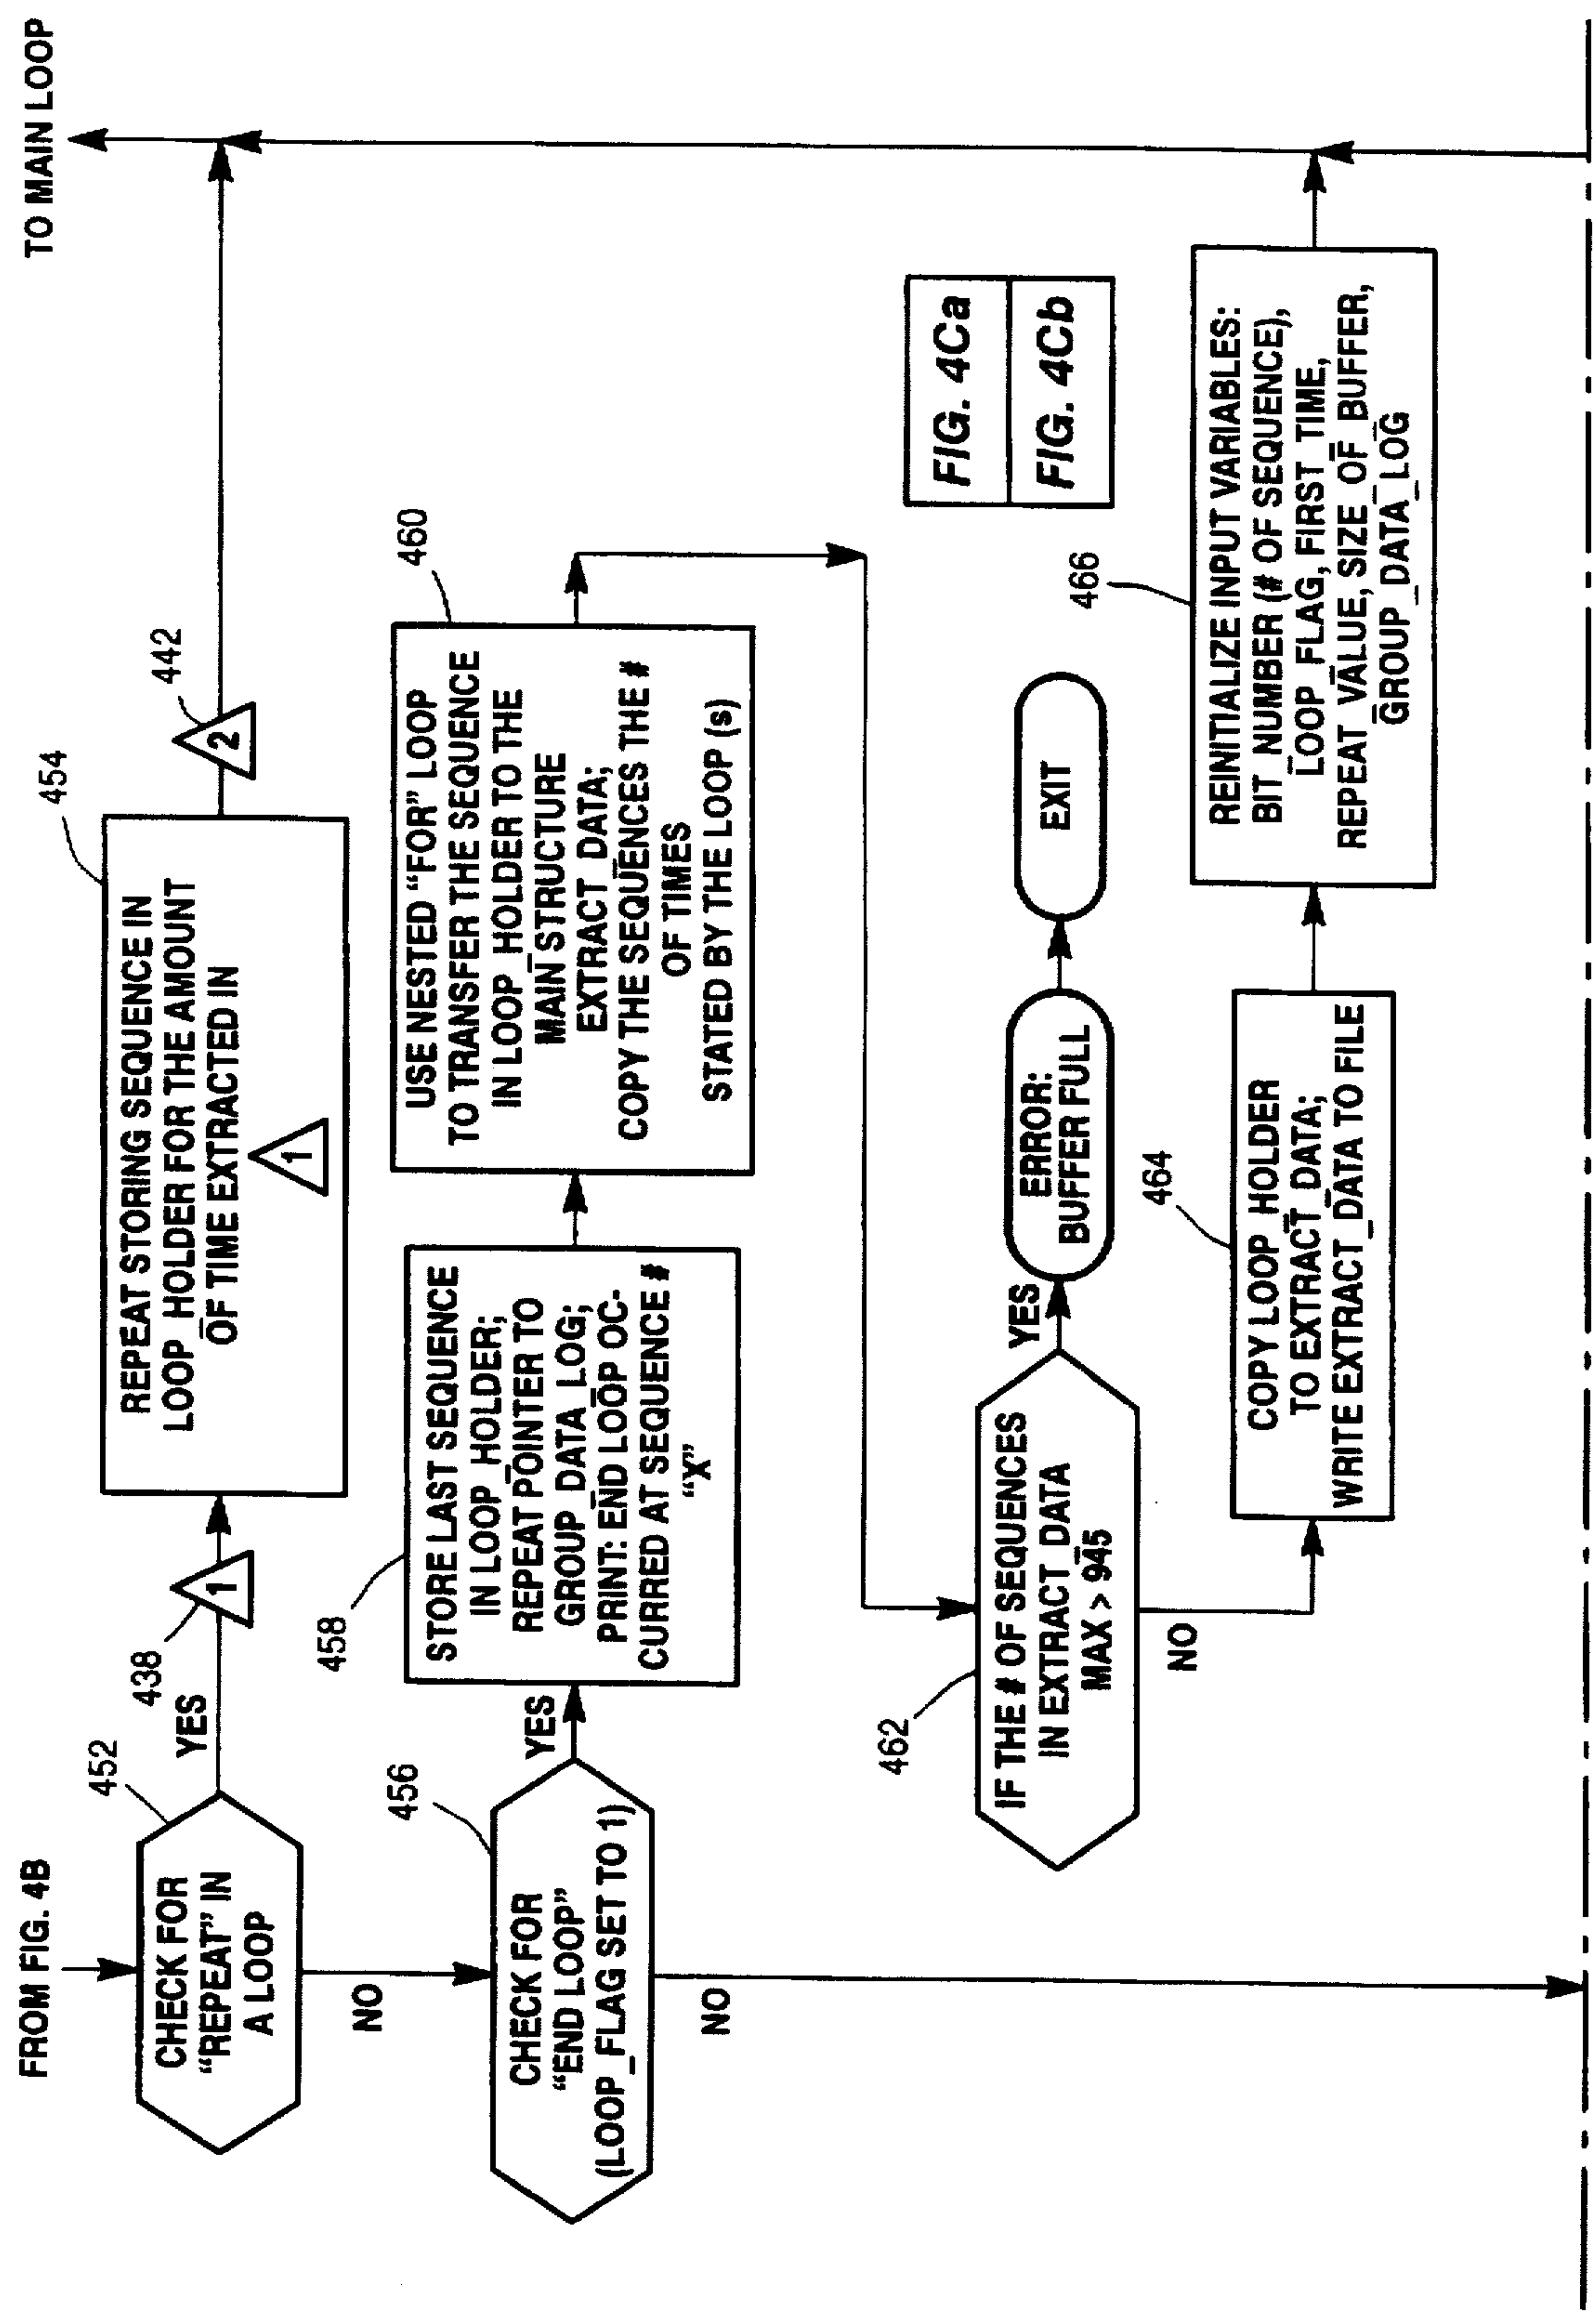 FROM FIG. 4B
TO MAIN LOOP
452
CHECK FOR
“REPEAT” IN
A LOOP
YES
438
1
454
REPEAT STORING SEQUENCE IN
LOOP_HOLDER FOR THE AMOUNT
OF TIME EXTRACTED IN
1
442
2
NO
456
CHECK FOR
“END LOOP”
(LOOP_FLAG SET TO 1)
YES
458
STORE LAST SEQUENCE
IN LOOP_HOLDER;
REPEAT POINTER TO
GROUP_DATA_LOG;
PRINT: END LOOP OC-
CURRED AT SEQUENCE #
“X”
460
USE NESTED “FOR” LOOP
TO TRANSFER THE SEQUENCE
IN LOOP_HOLDER TO THE
MAIN STRUCTURE
EXTRACT_DATA;
COPY THE SEQUENCES THE #
OF TIMES
STATED BY THE LOOP (s)
NO
462
IF THE # OF SEQUENCES
IN EXTRACT_DATA
MAX > 945
YES
ERROR:
BUFFER FULL
EXIT
FIG. 4Ca
FIG. 4Cb
NO
464
COPY LOOP_HOLDER
TO EXTRACT_DATA;
WRITE EXTRACT_DATA TO FILE
466
REINITIALIZE INPUT VARIABLES:
BIT_NUMBER (# OF SEQUENCE),
LOOP_FLAG, FIRST_TIME,
REPEAT_VALUE, SIZE_OF_BUFFER,
GROUP_DATA_LOG